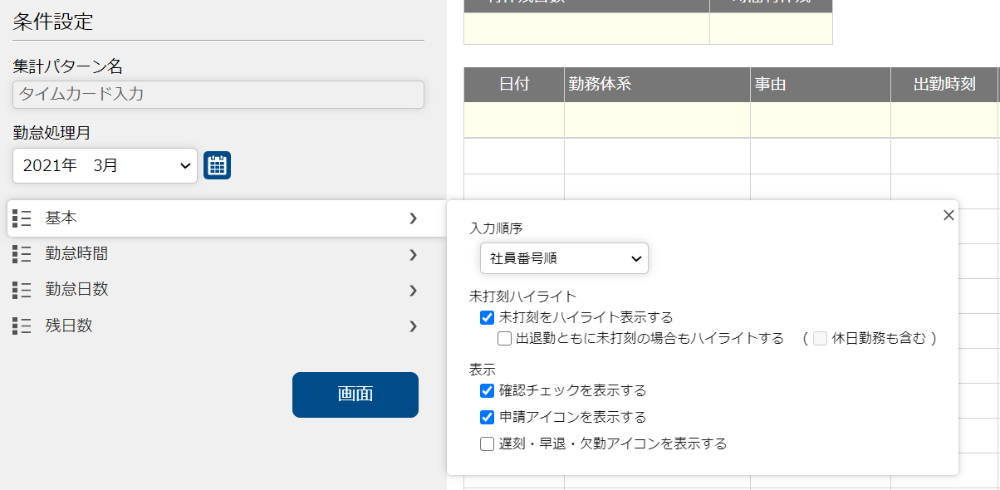 条件設定
集計パターン名
タイムカード入力
勤怠処理月
2021年 3月
基本
勤怠時間
勤怠日数
残日数
画面
日付 勤務体系 事由 出勤時刻
入力順序
社員番号順
未打刻ハイライト
未打刻をハイライト表示する
出退勤ともに未打刻の場合もハイライトする ( 休日勤務も含む )
表示
確認チェックを表示する
申請アイコンを表示する
遅刻・早退・欠勤アイコンを表示する